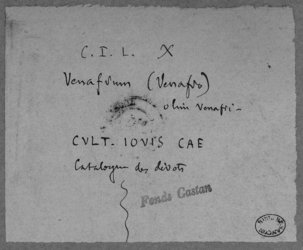 C. I. L. X
Venafrum (Venafro)
olim Venafri-
CVLT. IOVIS CAE
Catalogue des dévots
Fonds Castan